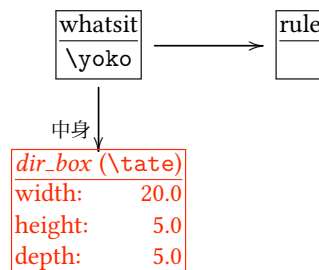 whatsit
\yoko
rule
中身
dir_box (\tate)
width: 20.0
height: 5.0
depth: 5.0